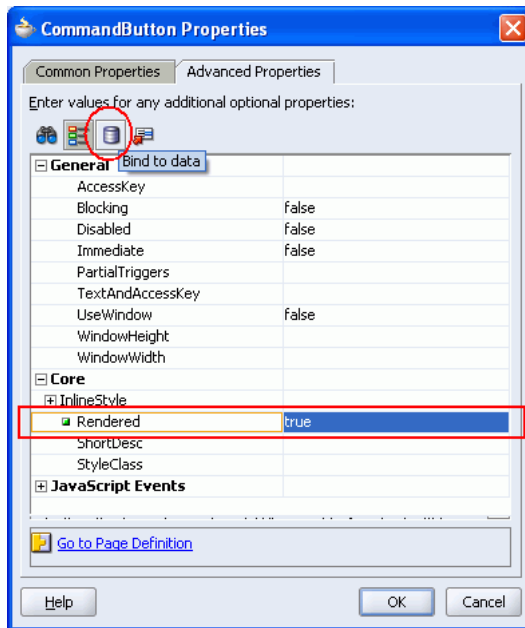 CommandButton Properties
Common Properties Advanced Properties
Enter values for any additional optional properties:
Bind to data
General
AccessKey
Blocking false
Disabled false
Immediate false
PartialTriggers
TextAndAccessKey
UseWindow false
WindowHeight
WindowWidth
Core
InlineStyle
Rendered true
ShortDesc
StyleClass
JavaScript Events
Go to Page Definition
Help OK Cancel